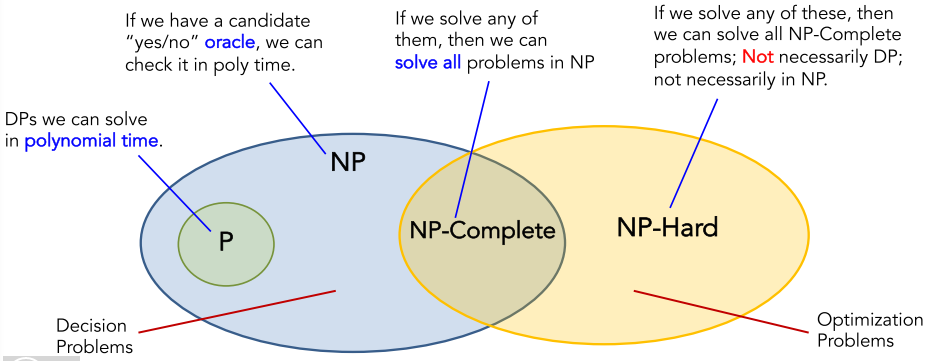 If we have a candidate
“yes/no” oracle, we can
check it in poly time.
If we solve any of
them, then we can
solve all problems in NP
If we solve any of these, then
we can solve all NP-Complete
problems; Not necessarily DP;
not necessarily in NP.
DPs we can solve
in polynomial time.
NP
P
NP-Complete
NP-Hard
Decision
Problems
Optimization
Problems